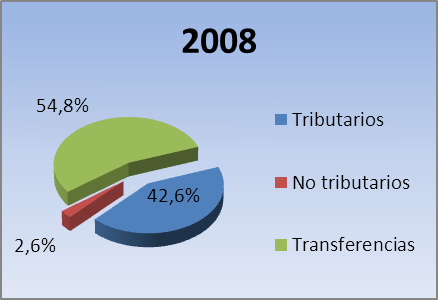 2008
54,8%
Tributarios
42,6%
No tributarios
2,6%
Transferencias